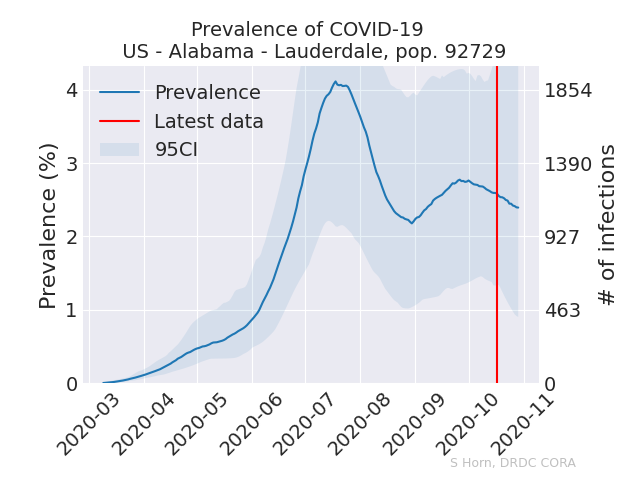 Prevalence of COVID-19
US - Alabama - Lauderdale, pop. 92729
Prevalence
Latest data
95CI
Prevalence (%)
4
3
2
1
0
1854
1390
927
463
0
# of infections
2020-03
2020-04
2020-05
2020-06
2020-07
2020-08
2020-09
2020-10
2020-11
S Horn, DRDC CORA